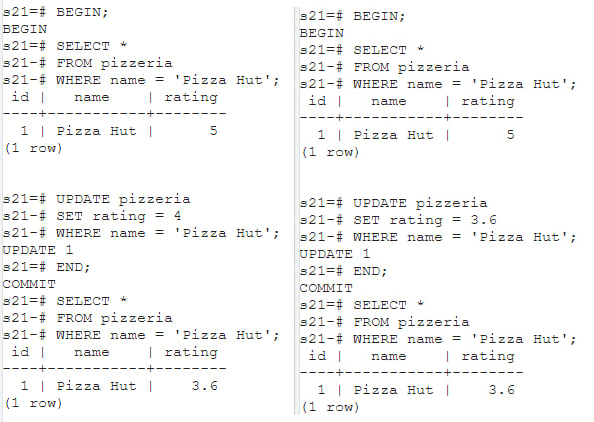 s21=# BEGIN;
BEGIN
s21=# SELECT *
s21-# FROM pizzeria
s21-# WHERE name = 'Pizza Hut';
 id |   name    | rating
----+-----------+--------
  1 | Pizza Hut |      5
(1 row)
s21=# UPDATE pizzeria
s21-# SET rating = 4
s21-# WHERE name = 'Pizza Hut';
UPDATE 1
s21=# END;
COMMIT
s21=# SELECT *
s21-# FROM pizzeria
s21-# WHERE name = 'Pizza Hut';
 id |   name    | rating
----+-----------+--------
  1 | Pizza Hut |    3.6
(1 row)
s21=# BEGIN;
BEGIN
s21=# SELECT *
s21-# FROM pizzeria
s21-# WHERE name = 'Pizza Hut';
 id |   name    | rating
----+-----------+--------
  1 | Pizza Hut |      5
(1 row)
s21=# UPDATE pizzeria
s21-# SET rating = 3.6
s21-# WHERE name = 'Pizza Hut';
UPDATE 1
s21=# END;
COMMIT
s21=# SELECT *
s21-# FROM pizzeria
s21-# WHERE name = 'Pizza Hut';
 id |   name    | rating
----+-----------+--------
  1 | Pizza Hut |    3.6
(1 row)